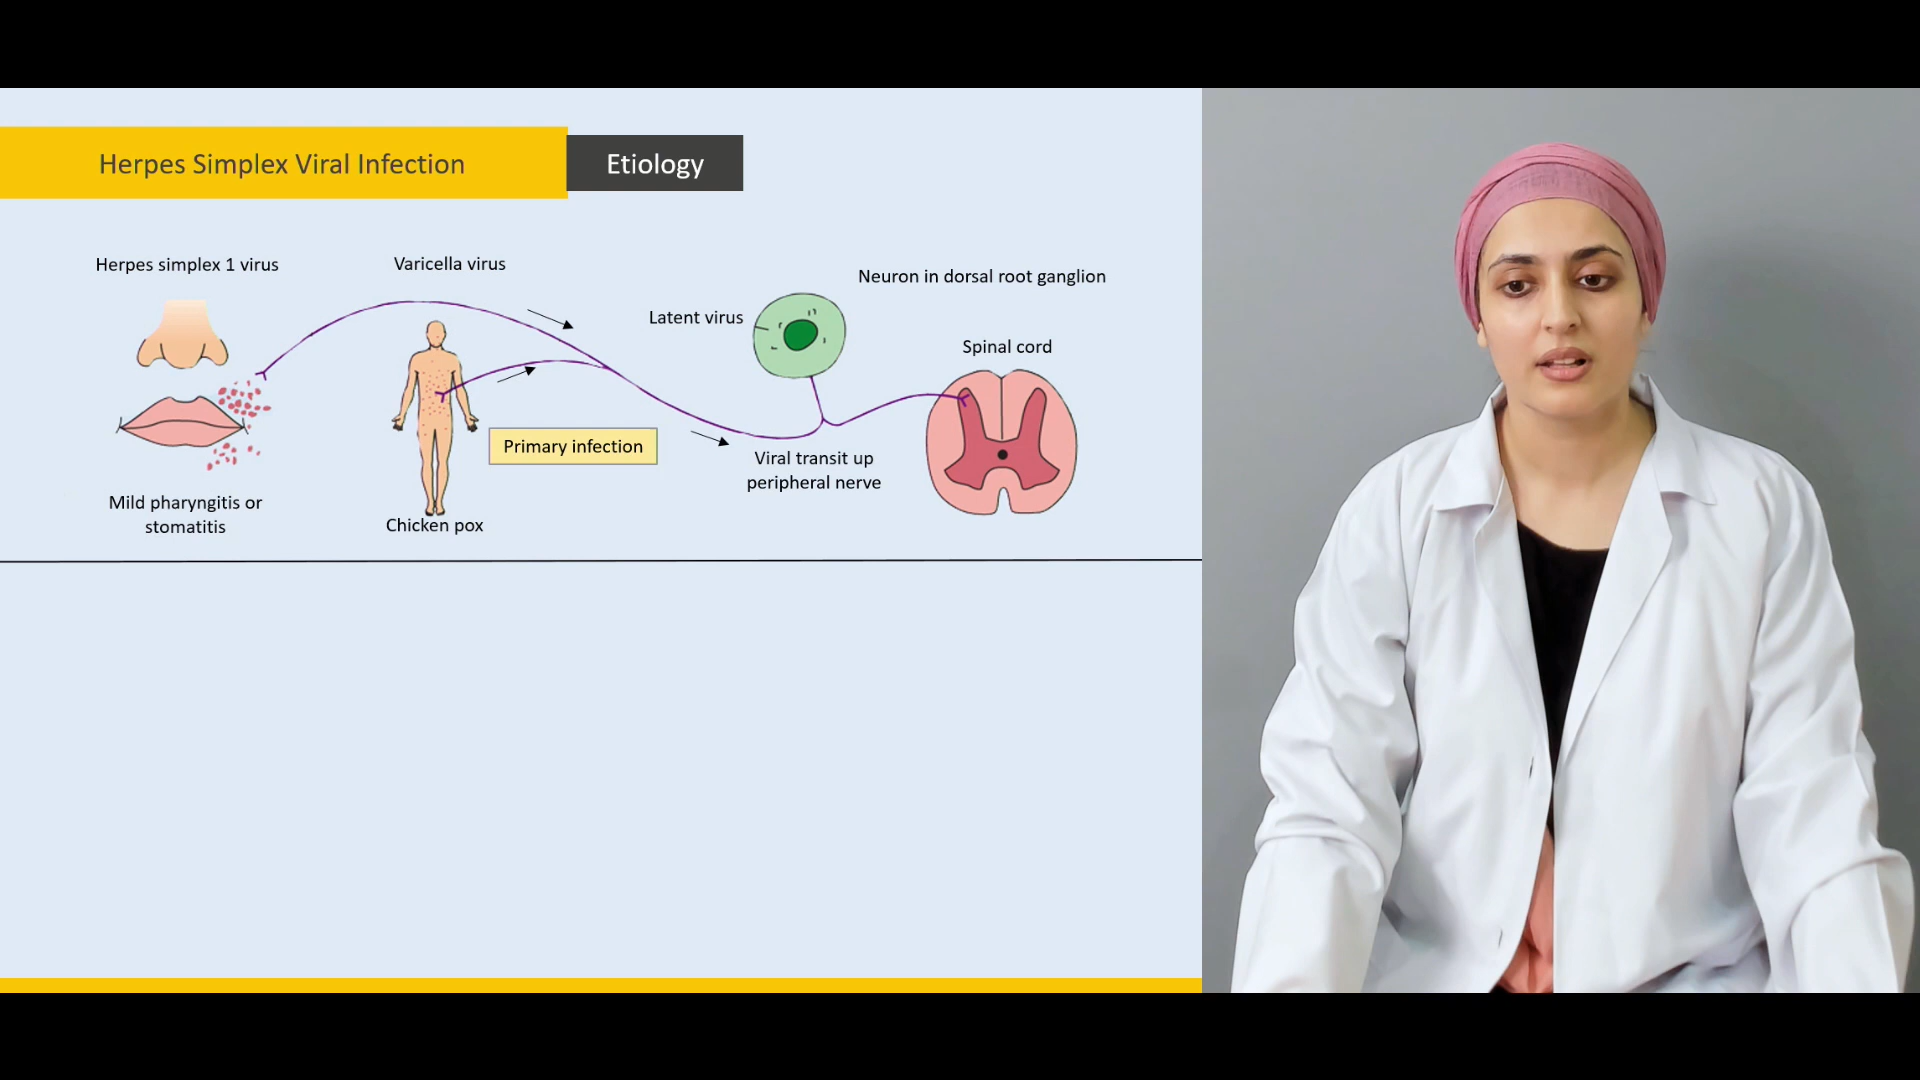 Herpes Simplex Viral Infection
Etiology
Herpes simplex 1 virus
Varicella virus
Neuron in dorsal root ganglion
Latent virus
Spinal cord
Primary infection
Viral transit up
peripheral nerve
Mild pharyngitis or
stomatitis
Chicken pox